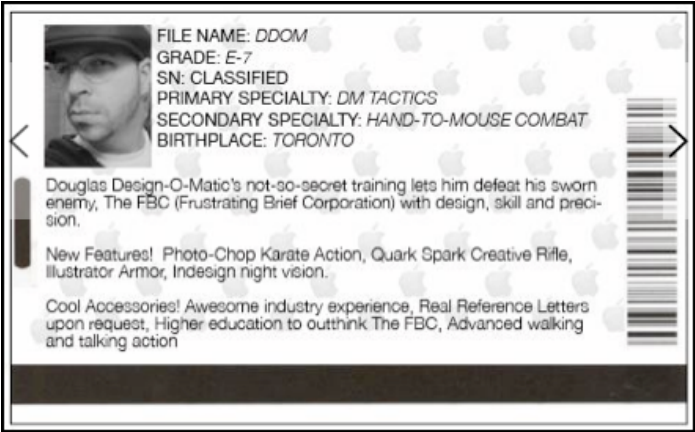 FILE NAME: DDOM
GRADE: E-7
SN: CLASSIFIED
PRIMARY SPECIALTY: DM TACTICS
SECONDARY SPECIALTY: HAND-TO-MOUSE COMBAT
BIRTHPLACE: TORONTO
Douglas Design-O-Matic's not-so-secret training lets him defeat his sworn
enemy, The FBC (Frustrating Brief Corporation) with design, skill and preci-
sion.
New Features! Photo-Chop Karate Action, Quark Spark Creative Rifle,
Illustrator Armor, Indesign night vision.
Cool Accessories! Awesome industry experience, Real Reference Letters
upon request, Higher education to outthink The FBC, Advanced walking
and talking action